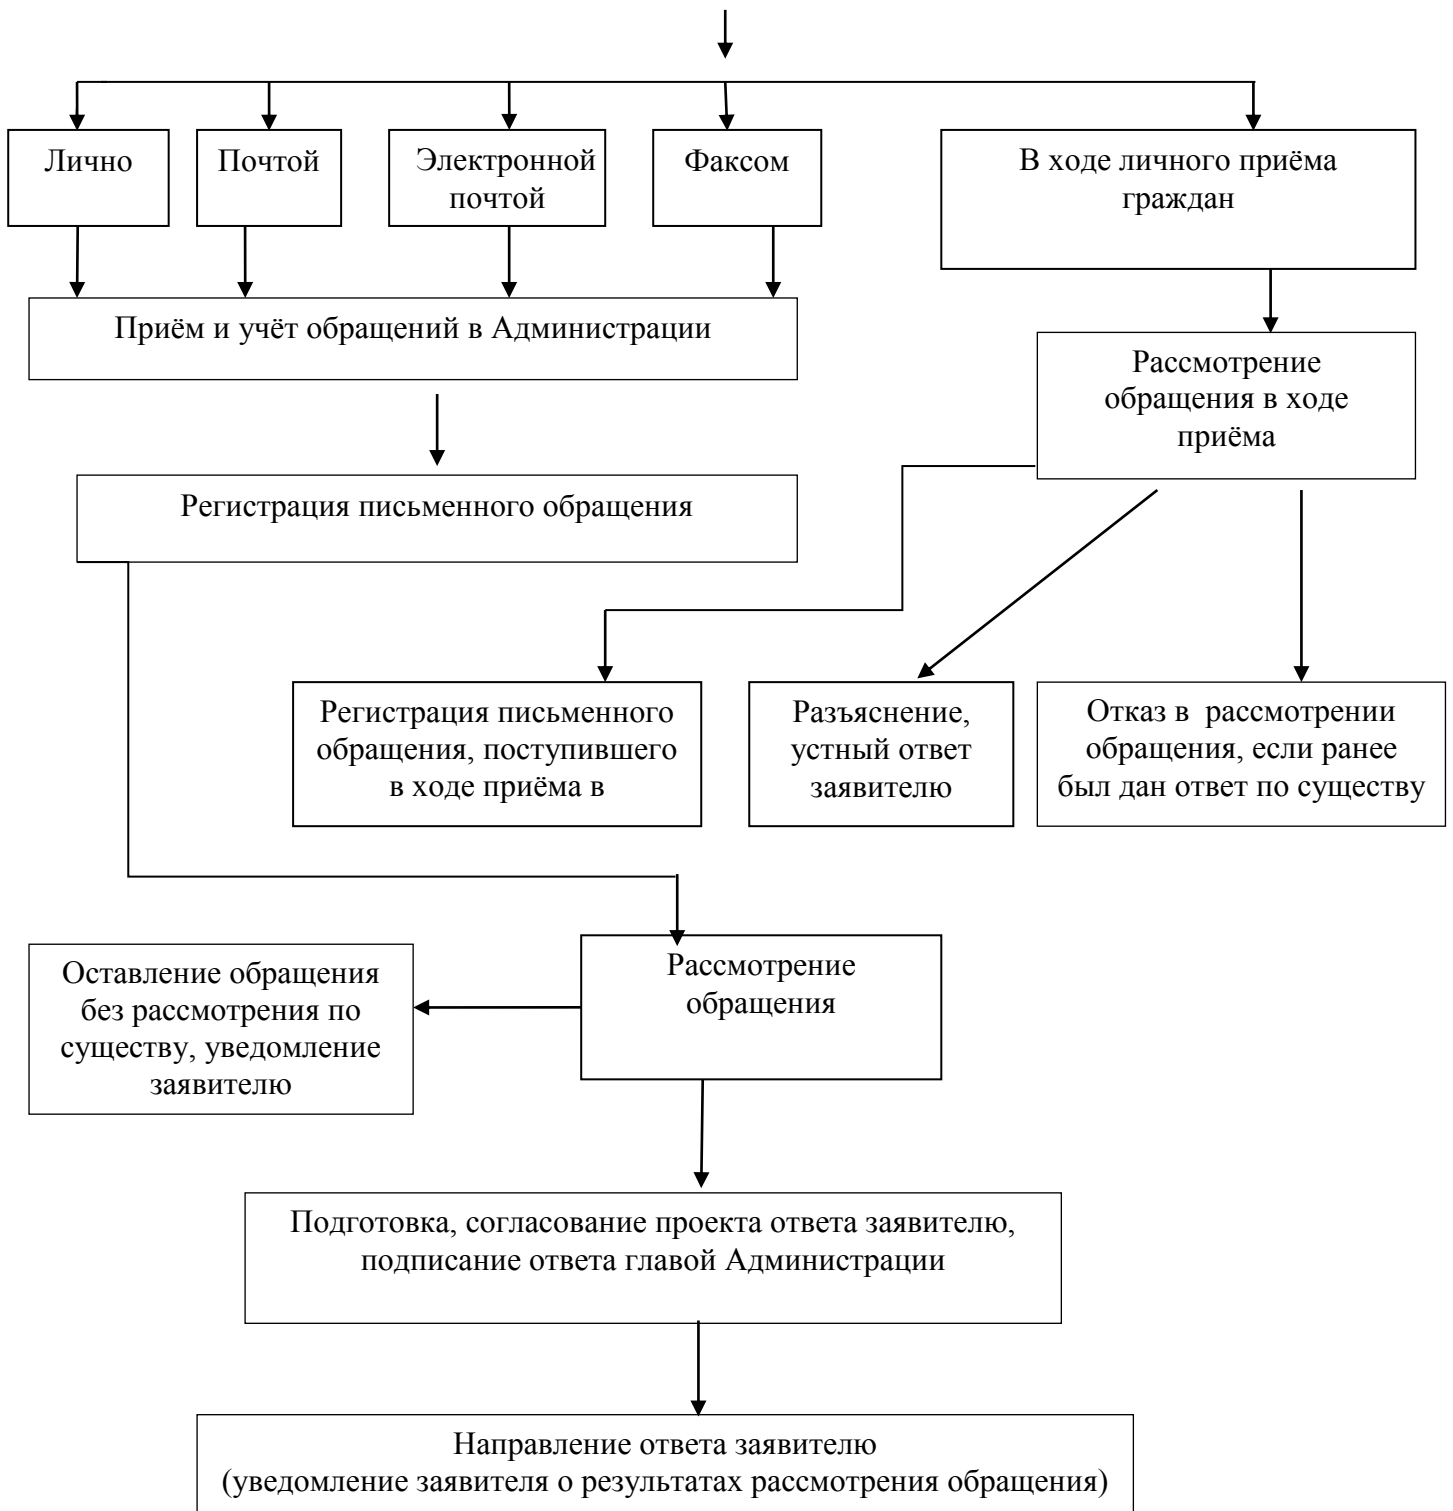 Лично
Почтой
Электронной
почтой
Факсом
В ходе личного приёма
граждан
Приём и учёт обращений в Администрации
Рассмотрение
обращения в ходе
приёма
Регистрация письменного обращения
Регистрация письменного
обращения, поступившего
в ходе приёма в
Разъяснение,
устный ответ
заявителю
Отказ в рассмотрении
обращения, если ранее
был дан ответ по существу
Оставление обращения
без рассмотрения по
существу, уведомление
заявителю
Рассмотрение
обращения
Подготовка, согласование проекта ответа заявителю,
подписание ответа главой Администрации
Направление ответа заявителю
(уведомление заявителя о результатах рассмотрения обращения)